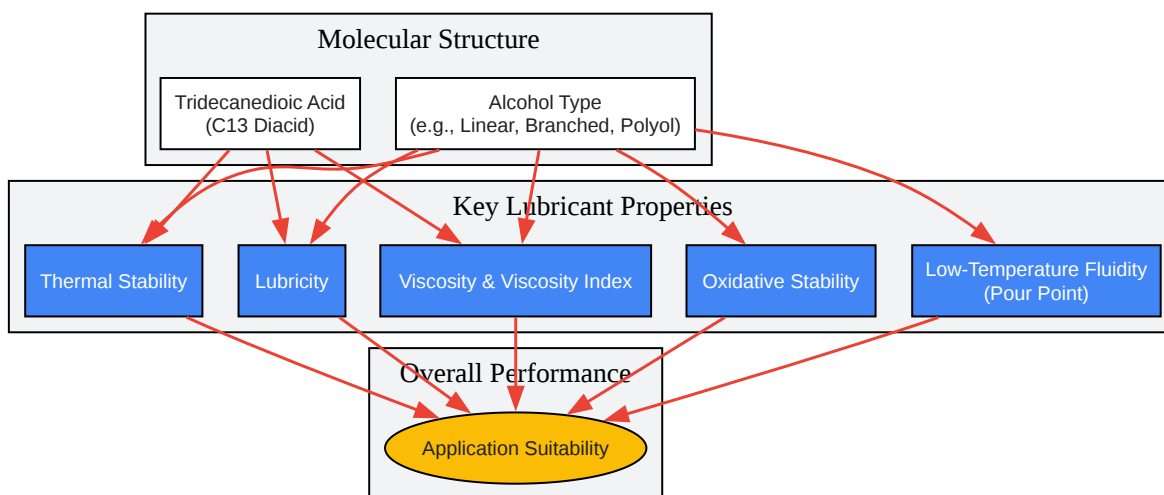 Molecular Structure
Tridecanedioic Acid
(C13 Diacid)
Alcohol Type
(e.g., Linear, Branched, Polyol)
Key Lubricant Properties
Thermal Stability
Lubricity
Viscosity & Viscosity Index
Oxidative Stability
Low-Temperature Fluidity
(Pour Point)
Overall Performance
Application Suitability